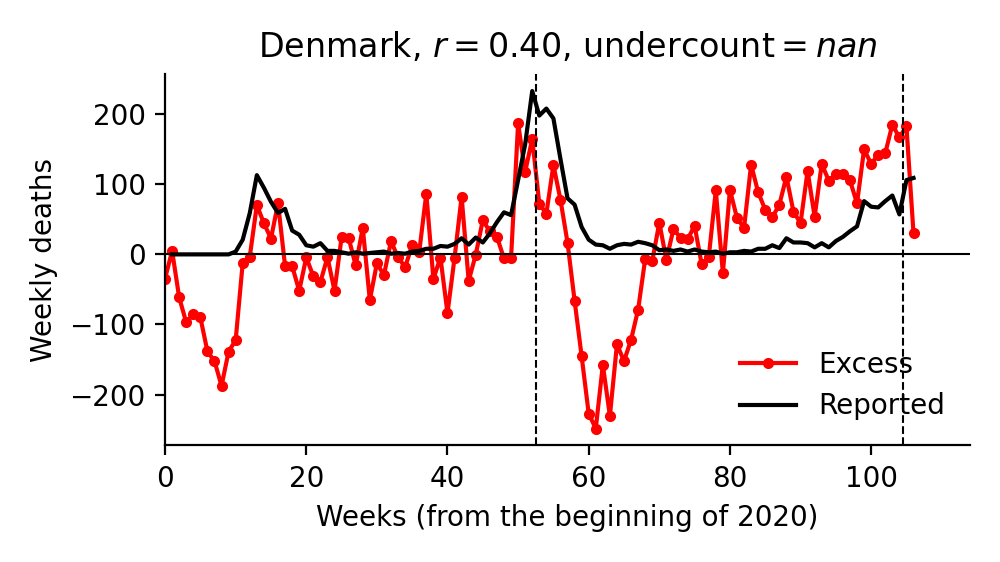 Denmark, r = 0.40, undercount = nan
Weekly deaths
200
100
0
−100
−200
Excess
Reported
0 20 40 60 80 100
Weeks (from the beginning of 2020)